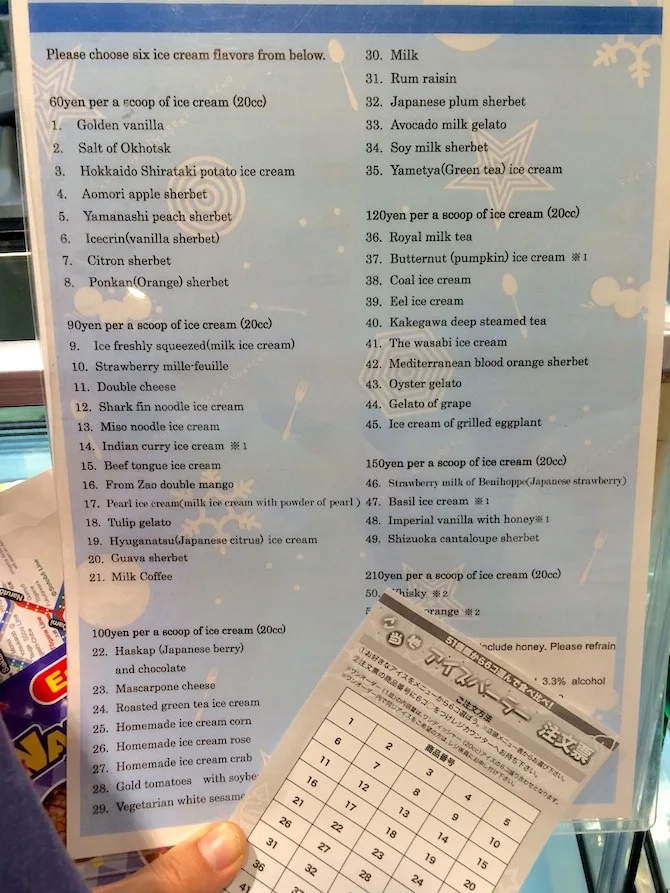 Please choose six ice cream flavors from below.
60yen per a scoop of ice cream (20cc)
1. Golden vanilla
2. Salt of Okhotsk
3. Hokkaido Shirataki potato ice cream
4. Aomori apple sherbet
5. Yamanashi peach sherbet
6. Icecrin(vanilla sherbet)
7. Citron sherbet
8. Ponkan(Orange) sherbet
90yen per a scoop of ice cream (20cc)
9. Ice freshly squeezed(milk ice cream)
10. Strawberry mille-feuille
11. Double cheese
12. Shark fin noodle ice cream
13. Miso noodle ice cream
14. Indian curry ice cream ※1
15. Beef tongue ice cream
16. From Zao double mango
17. Pearl ice cream(milk ice cream with powder of pearl )
18. Tulip gelato
19. Hyuganatsu(Japanese citrus) ice cream
20. Guava sherbet
21. Milk Coffee
100yen per a scoop of ice cream (20cc)
22. Haskap (Japanese berry)
and chocolate
23. Mascarpone cheese
24. Roasted green tea ice cream
25. Homemade ice cream corn
26. Homemade ice cream rose
27. Homemade ice cream crab
28. Gold tomatoes with soybe
29. Vegetarian white sesame
30. Milk
31. Rum raisin
32. Japanese plum sherbet
33. Avocado milk gelato
34. Soy milk sherbet
35. Yametya(Green tea) ice cream
120yen per a scoop of ice cream (20cc)
36. Royal milk tea
37. Butternut (pumpkin) ice cream ※1
38. Coal ice cream
39. Eel ice cream
40. Kakegawa deep steamed tea
41. The wasabi ice cream
42. Mediterranean blood orange sherbet
43. Oyster gelato
44. Gelato of grape
45. Ice cream of grilled eggplant
150yen per a scoop of ice cream (20cc)
46. Strawberry milk of Benihoppe(Japanese strawberry)
47. Basil ice cream ※1
48. Imperial vanilla with honey※1
49. Shizuoka cantaloupe sherbet
210yen per a scoop of ice cream (20cc)
50. Whisky ※2
orange ※2
include honey. Please refrain
3.3% alcohol
アイスパーラー 注文票
ご注文方法
商品番号
1 2 3 4 5
6 7 8 9 10
11 12 13 14 15
16 17 18 19 20
21 22 23 24
26 27 28
31 32
36 37
41